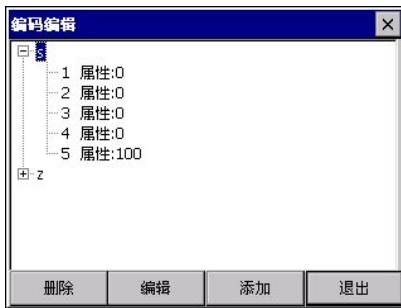 编码编辑
s
1 属性:0
2 属性:0
3 属性:0
4 属性:0
5 属性:100
z
删除 编辑 添加 退出